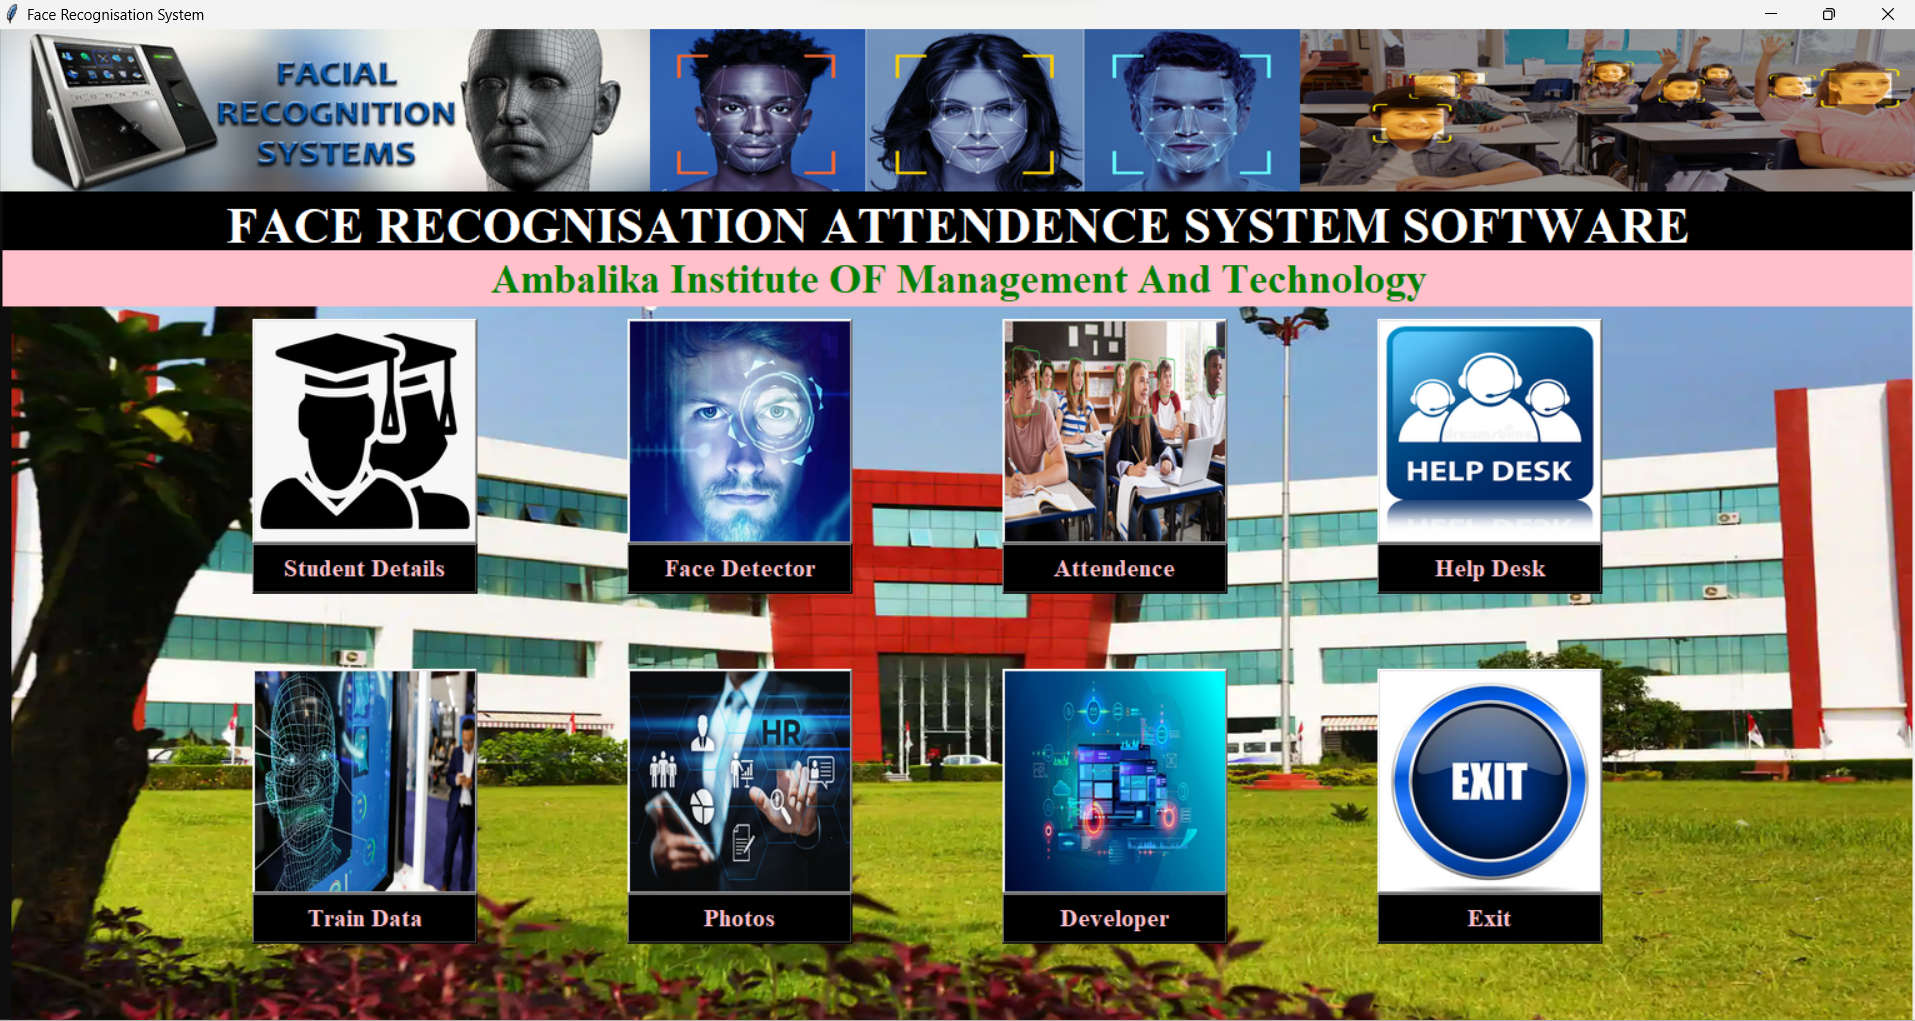 Face Recognisation System
FACIAL
RECOGNITION
SYSTEMS
FACE RECOGNISATION ATTENDENCE SYSTEM SOFTWARE
Ambalika Institute OF Management And Technology
HELP DESK
Student Details
Face Detector
Attendence
Help Desk
HR
EXIT
Train Data
Photos
Developer
Exit